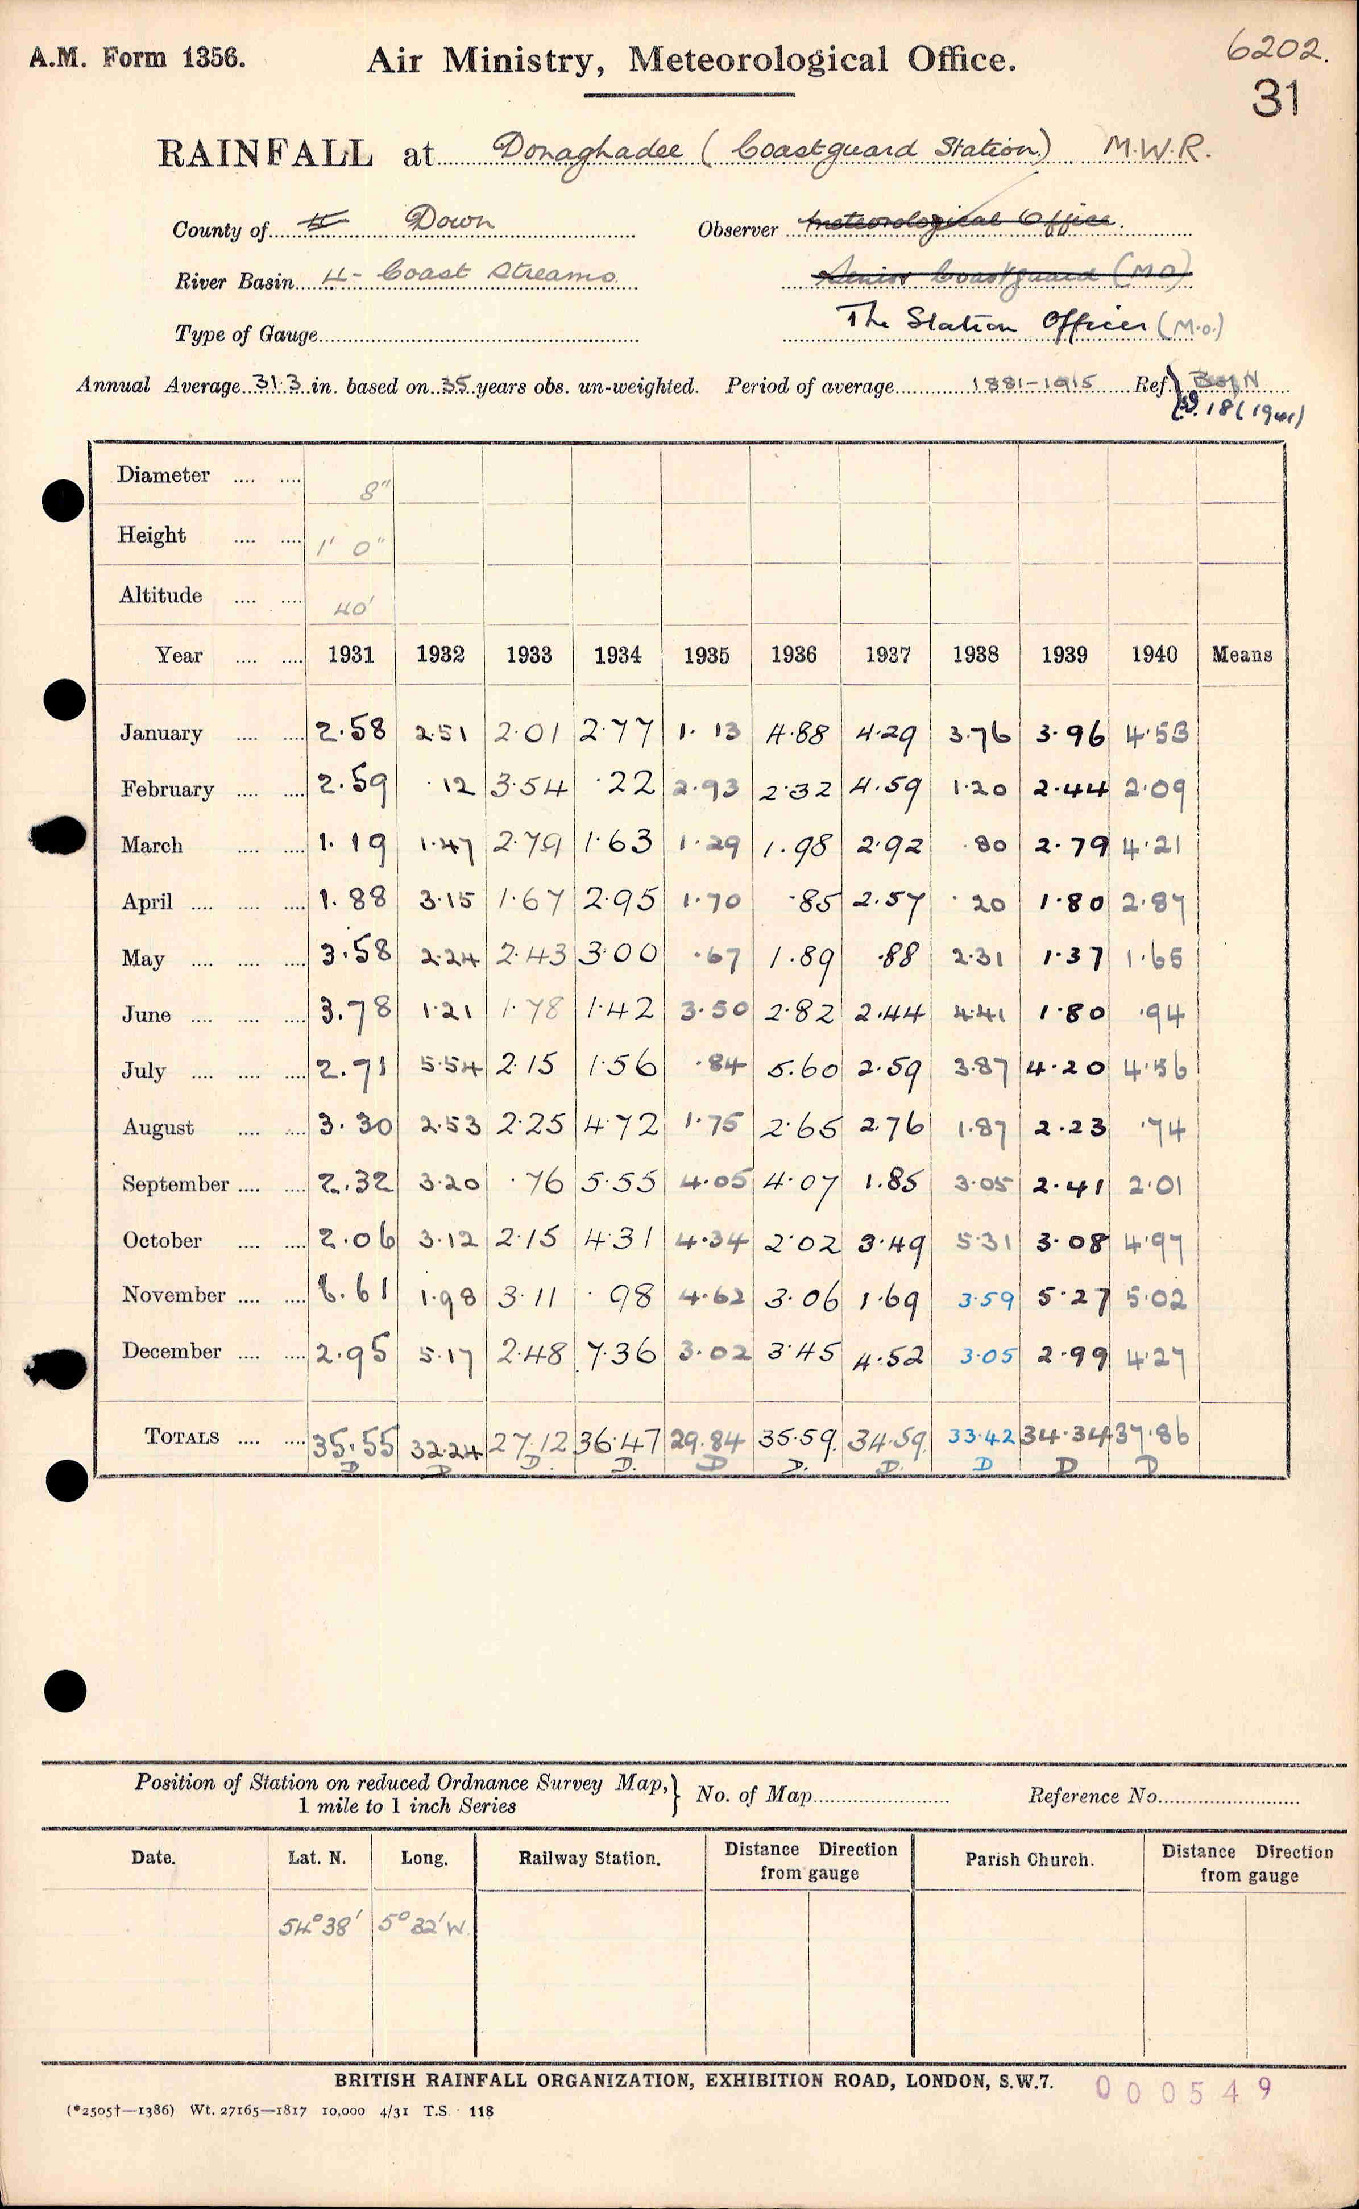 A.M. Form 1356.
Air Ministry, Meteorological Office.
6202.
31
RAINFALL at Donaghadee (Coastguard Station) M.W.R.
County of Down
Observer Meteorological Office.
River Basin 4 - Coast Streams
Senior Coastguard (M O)
Type of Gauge
The Station Officer (M.O.)
Annual Average 31.3 in. based on 35 years obs. un-weighted. Period of average 1881-1915 Ref.
18 (1941)
Diameter .... .... 8"
Height .... .... 1' 0"
Altitude .... .... 40'
Year .... .... 1931 1932 1933 1934 1935 1936 1937 1938 1939 1940 Means
January .... .... 2.58 2.51 2.01 2.77 1.13 4.88 4.29 3.76 3.96 4.53
February .... .... 2.59 .12 3.54 .22 2.93 2.32 4.59 1.20 2.44 2.09
March .... .... 1.19 1.47 2.79 1.63 1.29 1.98 2.92 .80 2.79 4.21
April .... .... .... 1.88 3.15 1.67 2.95 1.70 .85 2.57 .20 1.80 2.87
May .... .... .... 3.58 2.24 2.43 3.00 .67 1.89 .88 2.31 1.37 1.65
June .... .... .... 3.78 1.21 1.78 1.42 3.50 2.82 2.44 4.41 1.80 .94
July .... .... .... 2.71 5.54 2.15 1.56 .84 5.60 2.59 3.87 4.20 4.56
August .... .... 3.30 2.53 2.25 4.72 1.75 2.65 2.76 1.87 2.23 .74
September .... .... 2.32 3.20 .76 5.55 4.05 4.07 1.85 3.05 2.41 2.01
October .... .... 2.06 3.12 2.15 4.31 4.34 2.02 3.49 5.31 3.08 4.97
November .... .... 6.61 1.98 3.11 .98 4.62 3.06 1.69 3.59 5.27 5.02
December .... .... 2.95 5.17 2.48 7.36 3.02 3.45 4.52 3.05 2.99 4.27
TOTALS .... .... 35.55 32.24 27.12 36.47 29.84 35.59 34.59 33.42 34.34 37.86
D D D. D. D D. D. D D D
Position of Station on reduced Ordnance Survey Map,
1 mile to 1 inch Series
No. of Map
Reference No.
Date. Lat. N. Long. Railway Station. Distance Direction from gauge Parish Church. Distance Direction from gauge
54° 38' 5° 32' W.
BRITISH RAINFALL ORGANIZATION, EXHIBITION ROAD, LONDON, S.W.7.
000549
(*2505†—1386) Wt. 27165—1817 10,000 4/31 T.S. 118